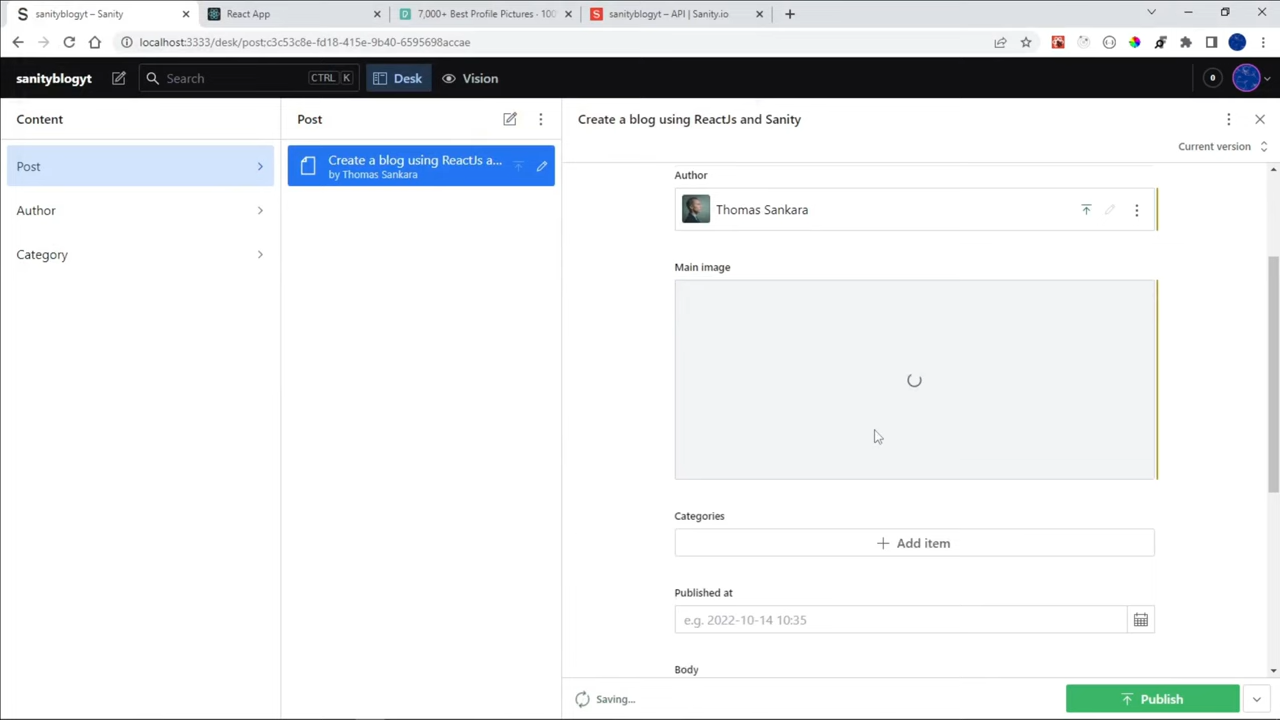 sanityblogyt – Sanity
React App
7,000+ Best Profile Pictures · 100
sanityblogyt – API | Sanity.io
localhost:3333/desk/post;c3c53c8e-fd18-415e-9b40-6595698accae
sanityblogyt
Search
CTRL K
Desk
Vision
0
Content
Post
Author
Category
Post
Create a blog using ReactJs a...
by Thomas Sankara
Create a blog using ReactJs and Sanity
Current version
Author
Thomas Sankara
Main image
Categories
Add item
Published at
e.g. 2022-10-14 10:35
Body
Saving...
Publish